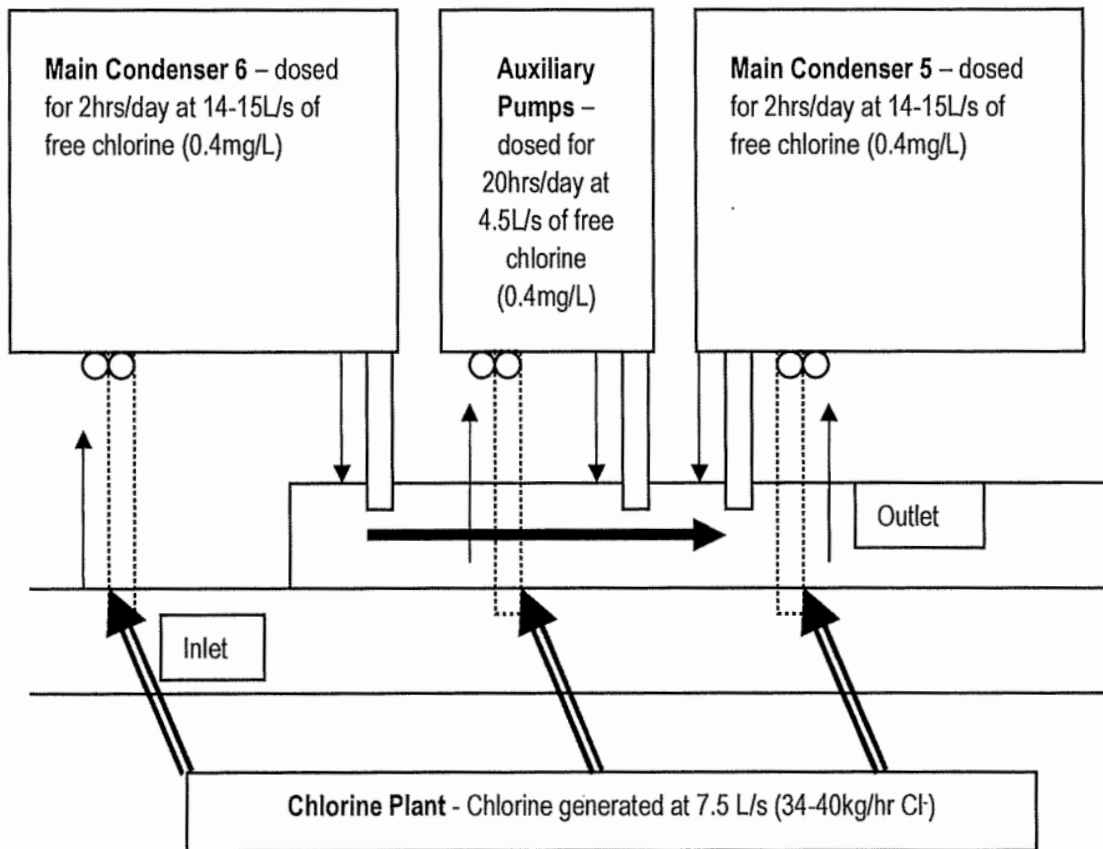 Main Condenser 6 – dosed
for 2hrs/day at 14-15L/s of
free chlorine (0.4mg/L)
Auxiliary
Pumps –
dosed for
20hrs/day at
4.5L/s of free
chlorine
(0.4mg/L)
Main Condenser 5 – dosed
for 2hrs/day at 14-15L/s of
free chlorine (0.4mg/L)
Outlet
Inlet
Chlorine Plant - Chlorine generated at 7.5 L/s (34-40kg/hr Cl-)